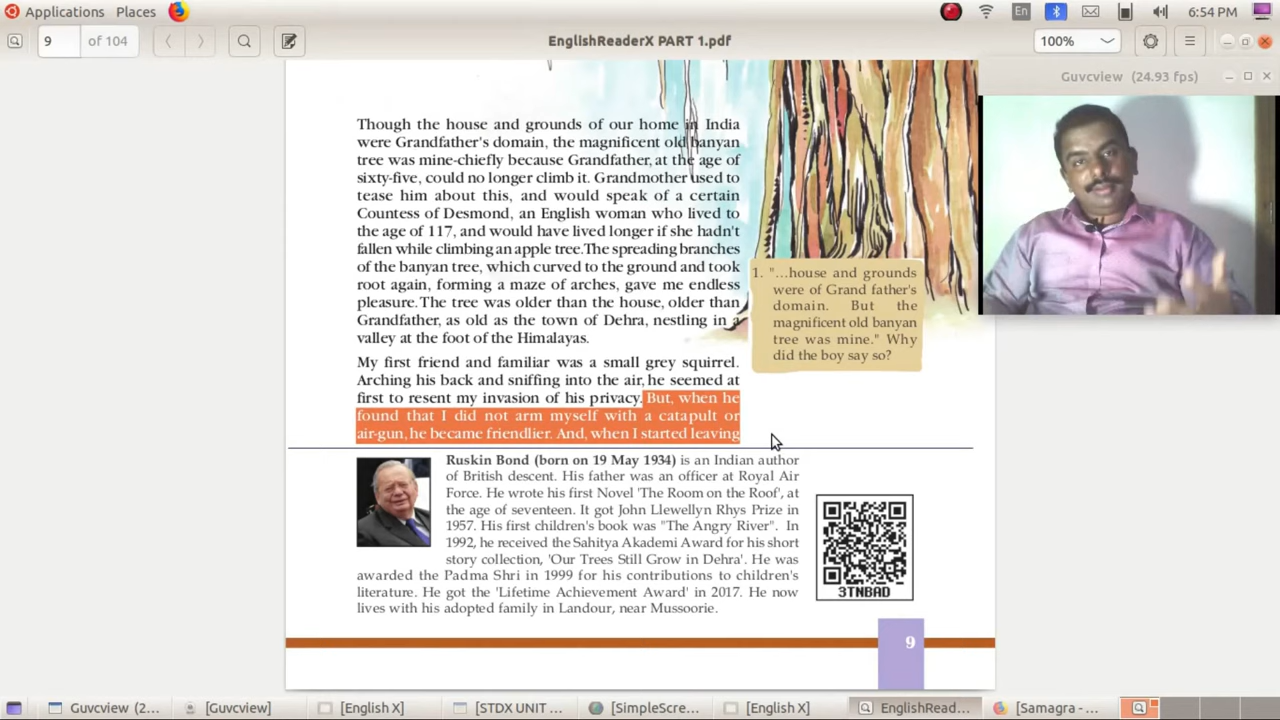 Applications Places En 6:54 PM
9 of 104 EnglishReaderX PART 1.pdf 100%
Guvcview (24.93 fps)
Though the house and grounds of our home in India
were Grandfather's domain, the magnificent old banyan
tree was mine-chiefly because Grandfather, at the age of
sixty-five, could no longer climb it. Grandmother used to
tease him about this, and would speak of a certain
Countess of Desmond, an English woman who lived to
the age of 117, and would have lived longer if she hadn't
fallen while climbing an apple tree.The spreading branches
of the banyan tree, which curved to the ground and took
root again, forming a maze of arches, gave me endless
pleasure.The tree was older than the house, older than
Grandfather, as old as the town of Dehra, nestling in a
valley at the foot of the Himalayas.
My first friend and familiar was a small grey squirrel.
Arching his back and sniffing into the air, he seemed at
first to resent my invasion of his privacy. But, when he
found that I did not arm myself with a catapult or
air-gun, he became friendlier. And, when I started leaving
1. "...house and grounds
were of Grand father's
domain. But the
magnificent old banyan
tree was mine." Why
did the boy say so?
Ruskin Bond (born on 19 May 1934) is an Indian author
of British descent. His father was an officer at Royal Air
Force. He wrote his first Novel 'The Room on the Roof', at
the age of seventeen. It got John Llewellyn Rhys Prize in
1957. His first children's book was "The Angry River". In
1992, he received the Sahitya Akademi Award for his short
story collection, 'Our Trees Still Grow in Dehra'. He was
awarded the Padma Shri in 1999 for his contributions to children's
literature. He got the 'Lifetime Achievement Award' in 2017. He now
lives with his adopted family in Landour, near Mussoorie.
3TNBAD
9
Guvcview (2... [Guvcview] [English X] [STDX UNIT ... [SimpleScre... [English X] EnglishRead... [Samagra - ...